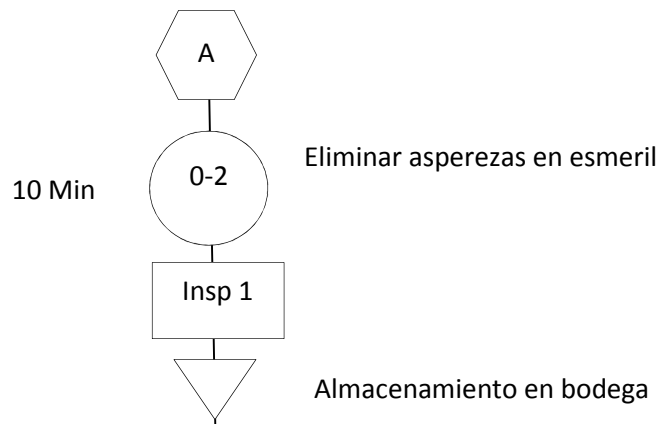 A
0-2
Eliminar asperezas en esmeril
10 Min
Insp 1
Almacenamiento en bodega